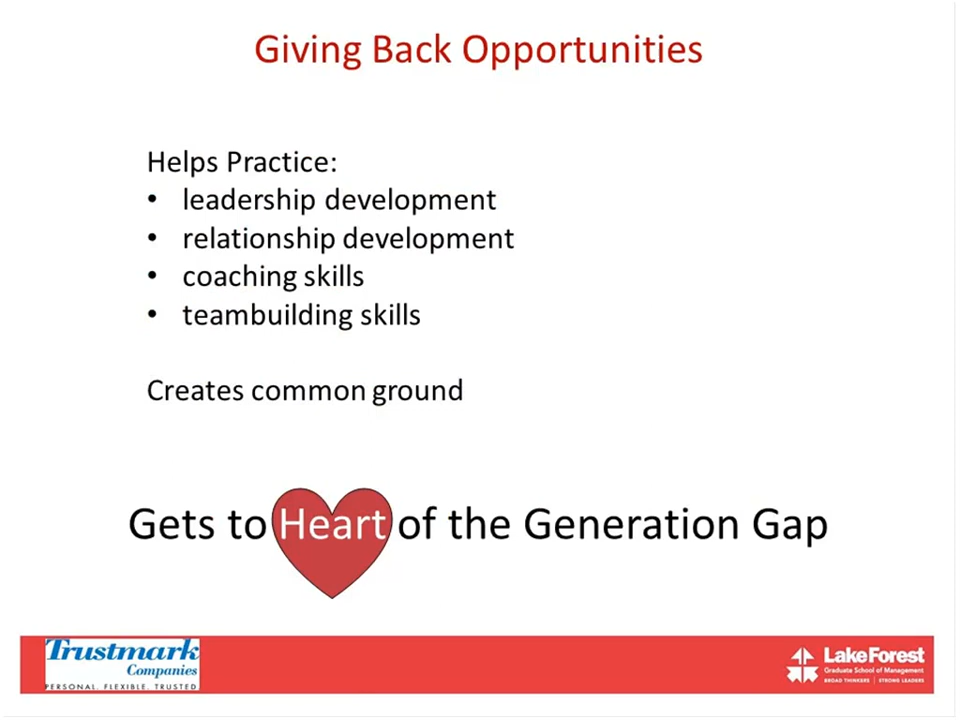 Giving Back Opportunities
Helps Practice:
• leadership development
• relationship development
• coaching skills
• teambuilding skills
Creates common ground
Gets to Heart of the Generation Gap
Trustmark
Companies
PERSONAL. FLEXIBLE. TRUSTED
Lake Forest
Graduate School of Management
BROAD THINKERS | STRONG LEADERS